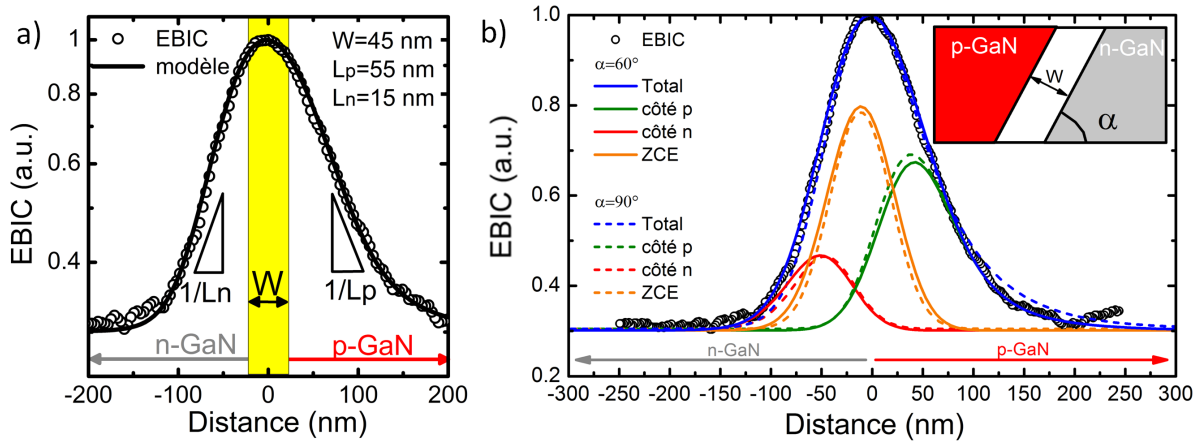 a)
EBIC
modèle
W=45 nm
Lp=55 nm
Ln=15 nm
1
0.8
0.6
0.4
EBIC (a.u.)
1/Ln
W
1/Lp
n-GaN
p-GaN
-200
-100
0
100
200
Distance (nm)
b)
EBIC
α=60°
Total
côté p
côté n
ZCE
α=90°
Total
côté p
côté n
ZCE
p-GaN
n-GaN
W
α
1.0
0.8
0.6
0.4
0.2
EBIC (a.u.)
n-GaN
p-GaN
-300
-250
-200
-150
-100
-50
0
50
100
150
200
250
300
Distance (nm)